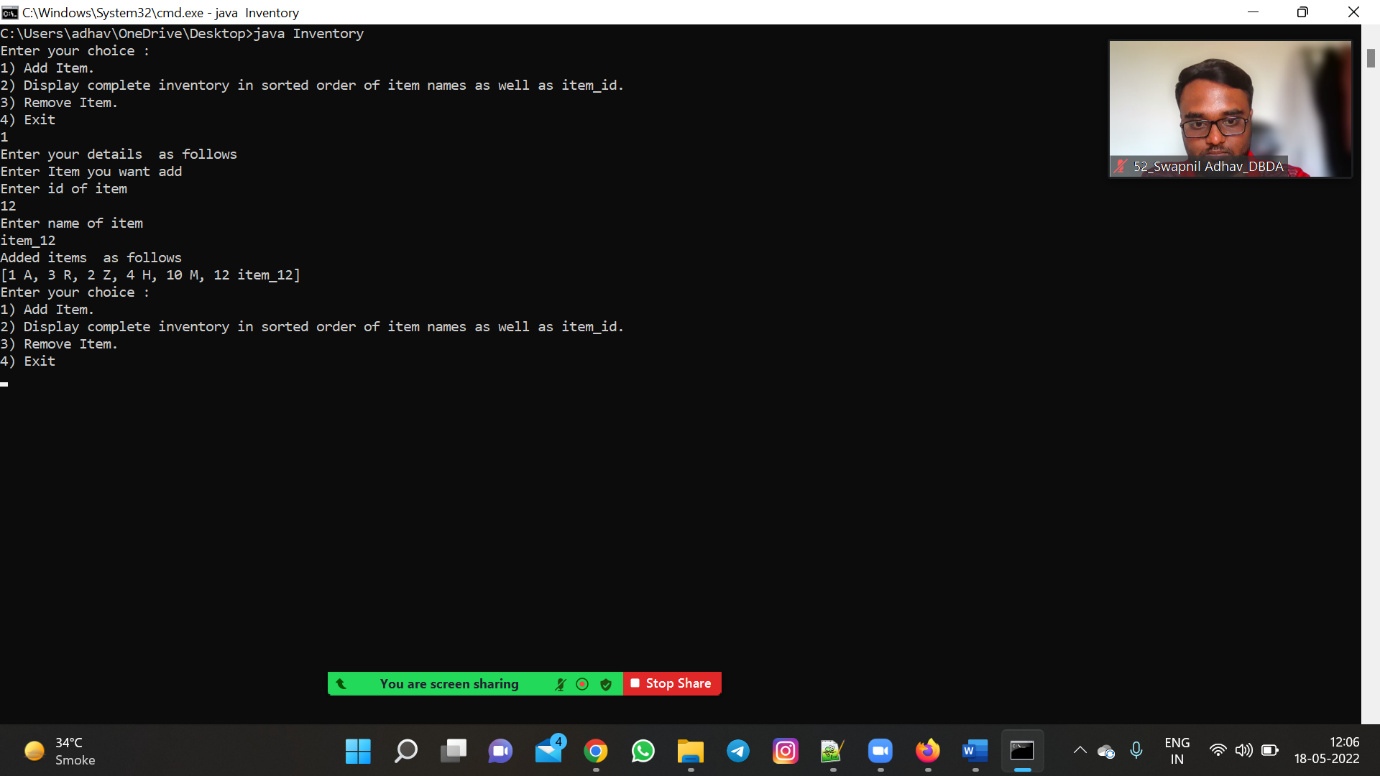 C:\Windows\System32\cmd.exe - java  Inventory
C:\Users\adhav\OneDrive\Desktop>java Inventory
Enter your choice :
1) Add Item.
2) Display complete inventory in sorted order of item names as well as item_id.
3) Remove Item.
4) Exit
1
Enter your details  as follows
Enter Item you want add
Enter id of item
12
Enter name of item
item_12
Added items  as follows
[1 A, 3 R, 2 Z, 4 H, 10 M, 12 item_12]
Enter your choice :
1) Add Item.
2) Display complete inventory in sorted order of item names as well as item_id.
3) Remove Item.
4) Exit
52_Swapnil Adhav_DBDA
You are screen sharing
Stop Share
34°C
Smoke
4
ENG
IN
12:06
18-05-2022